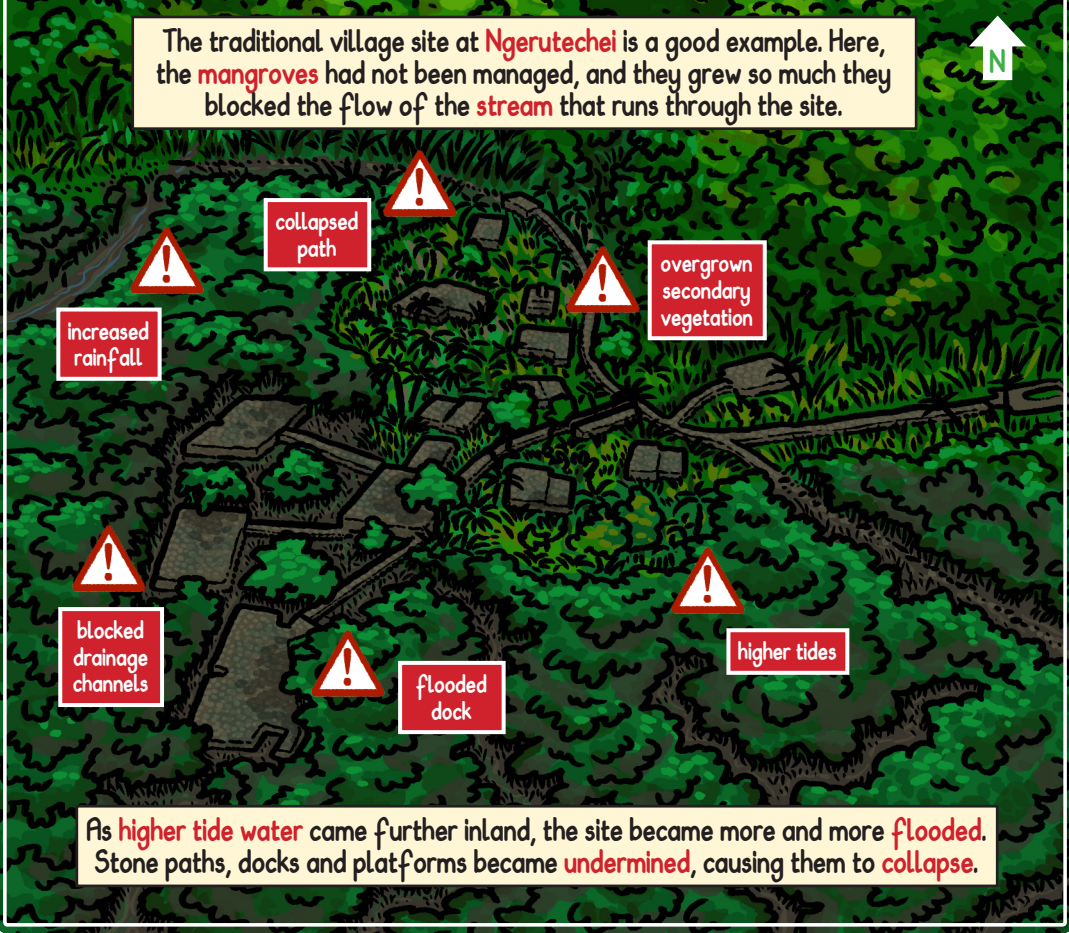 The traditional village site at Ngerutechei is a good example. Here,
the mangroves had not been managed, and they grew so much they
blocked the flow of the stream that runs through the site.
N
collapsed
path
overgrown
secondary
vegetation
increased
rainfall
blocked
drainage
channels
flooded
dock
higher tides
As higher tide water came further inland, the site became more and more flooded.
Stone paths, docks and platforms became undermined, causing them to collapse.